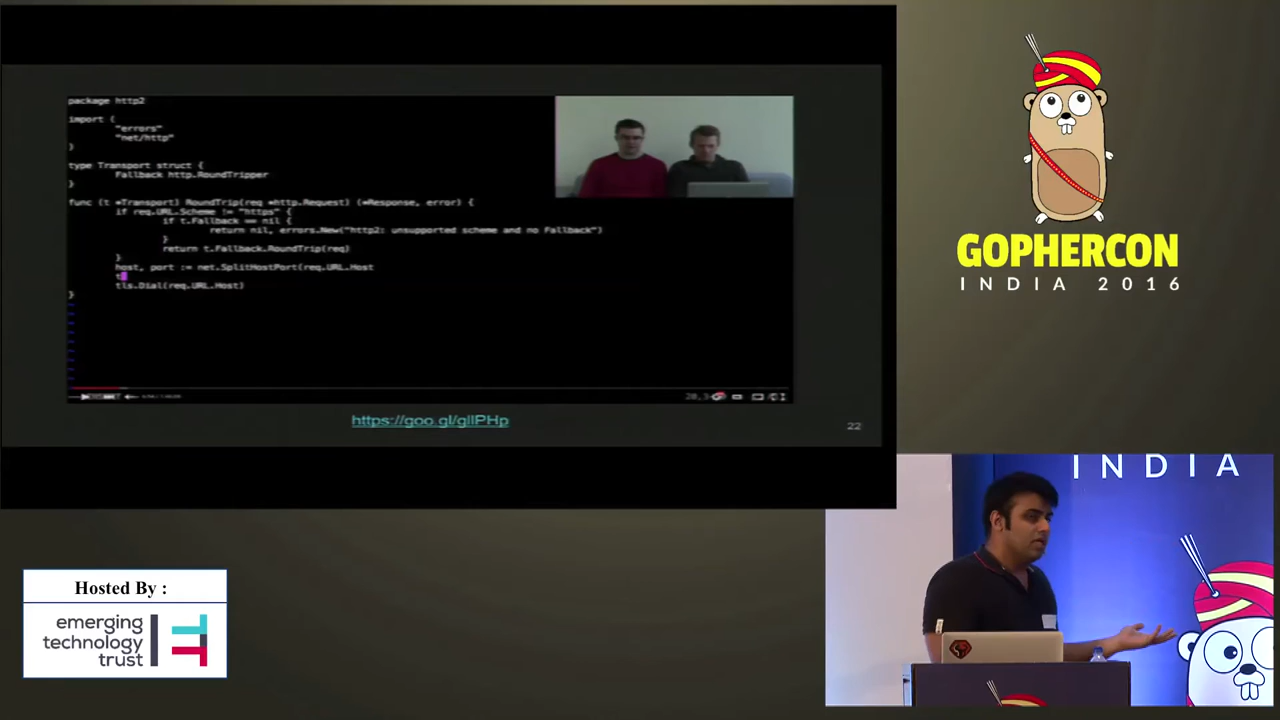 package http2
import (
"errors"
"net/http"
)
type Transport struct {
Fallback http.RoundTripper
}
func (t *Transport) RoundTrip(req *http.Request) (*Response, error) {
if req.URL.Scheme != "https" {
if t.Fallback == nil {
return nil, errors.New("http2: unsupported scheme and no Fallback")
}
return t.Fallback.RoundTrip(req)
}
host, port := net.SplitHostPort(req.URL.Host
t
tls.Dial(req.URL.Host)
}
https://goo.gl/gllPHp
22
GOPHERCON
INDIA 2016
INDIA
Hosted By :
emerging
technology
trust